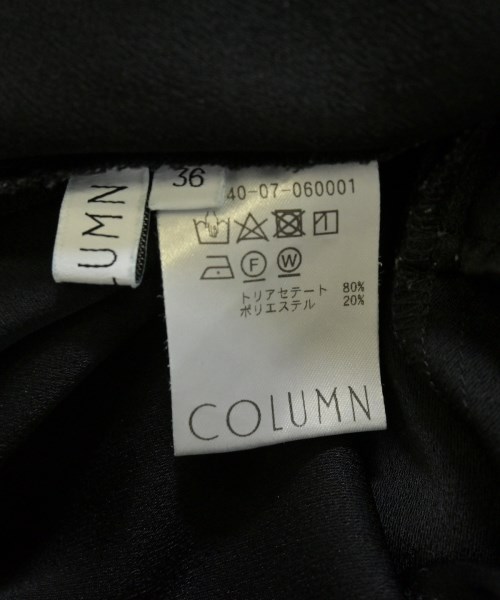 36
UMN
40-07-060001
F W
トリアセテート 80%
ポリエステル 20%
COLUMN